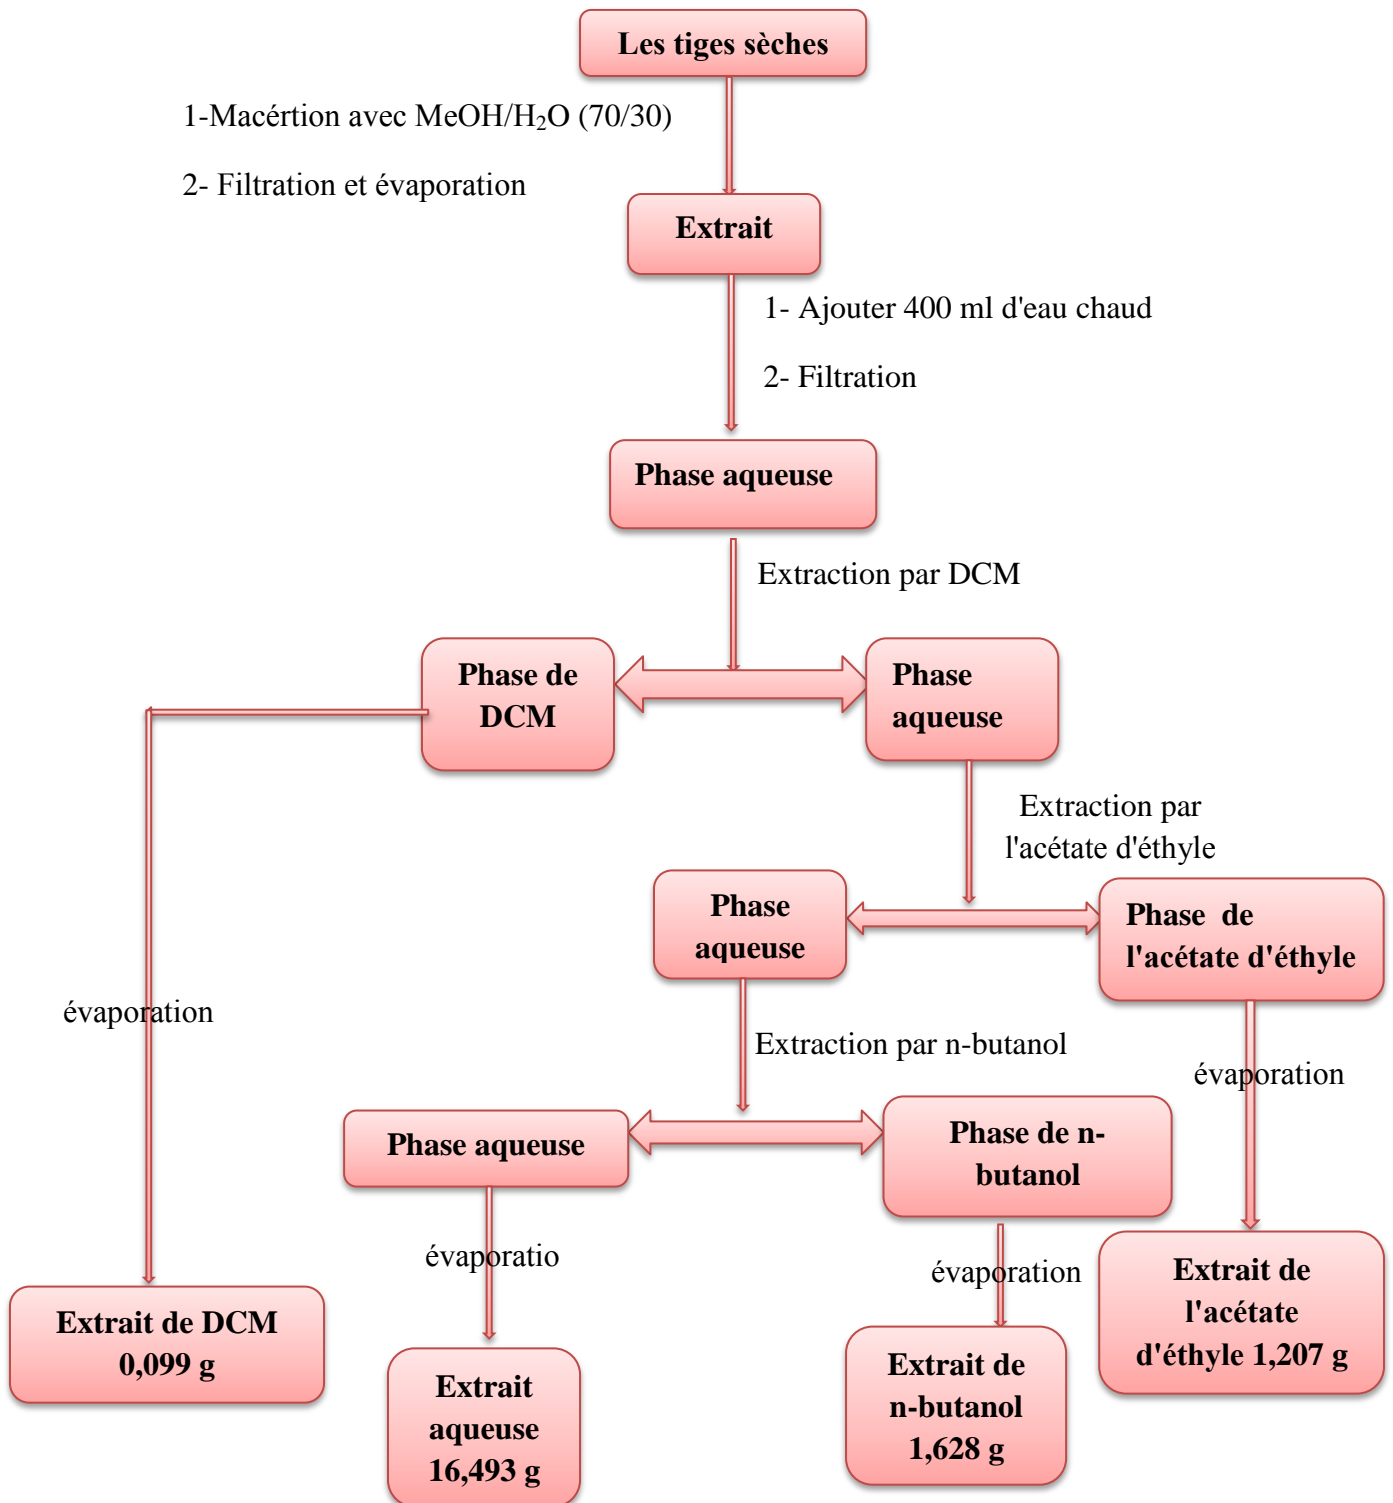 Les tiges sèches
1-Macértion avec MeOH/H₂O (70/30)
2- Filtration et évaporation
Extrait
1- Ajouter 400 ml d'eau chaud
2- Filtration
Phase aqueuse
Extraction par DCM
Phase de
DCM
Phase
aqueuse
Extraction par
l'acétate d'éthyle
Phase
aqueuse
Phase  de
l'acétate d'éthyle
évaporation
Extraction par n-butanol
évaporation
Phase aqueuse
Phase de n-
butanol
évaporatio
évaporation
Extrait de
l'acétate
d'éthyle 1,207 g
Extrait de DCM
0,099 g
Extrait
aqueuse
16,493 g
Extrait de
n-butanol
1,628 g